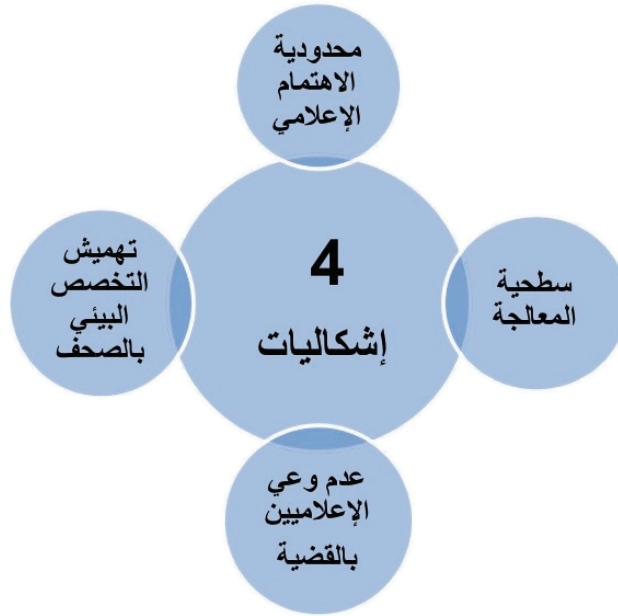 محدودية
الاهتمام
الإعلامي
4
إشكاليات
سطحية
المعالجة
عدم وعي
الإعلاميين
بالقضية
تهميش
التخصص
البيئي
بالصحف